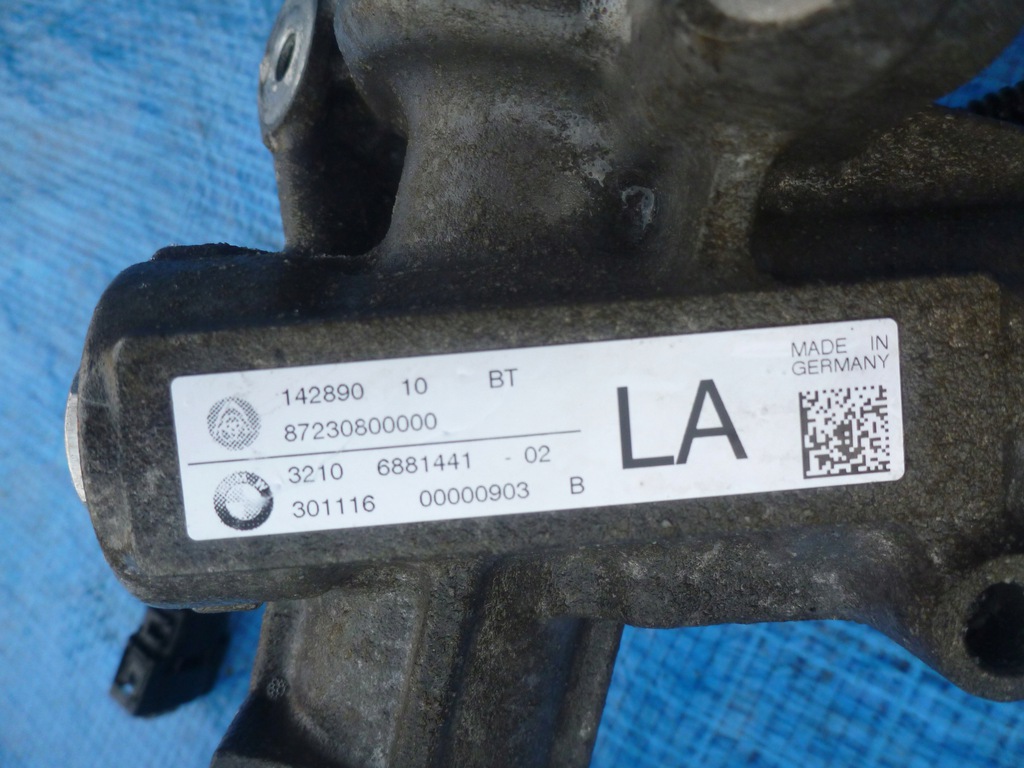 142890 10 BT
87230800000
3210 6881441 - 02
301116 00000903 B
LA
MADE IN
GERMANY